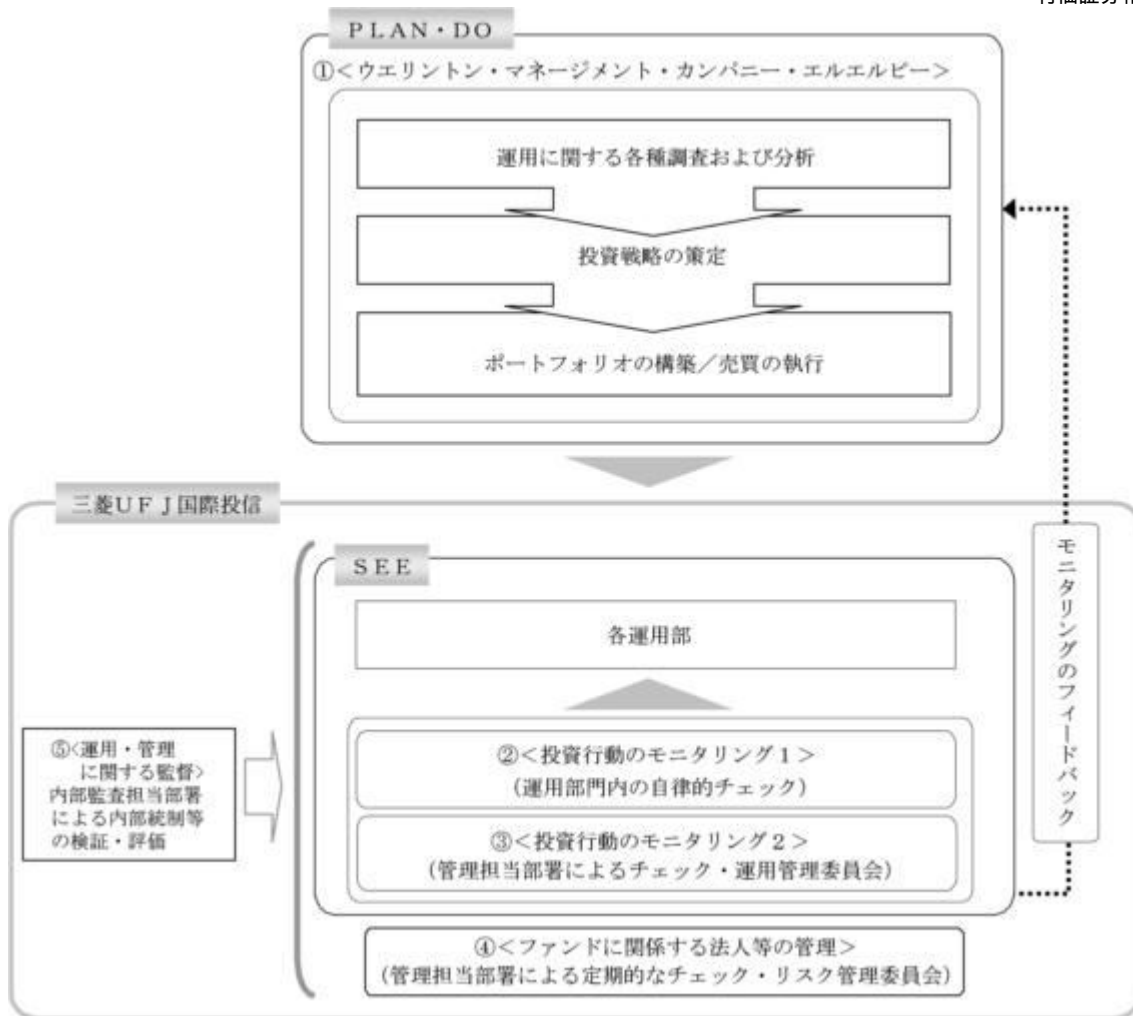 ＰＬＡＮ・ＤＯ
①＜ウエリントン・マネージメント・カンパニー・エルエルピー＞
運用に関する各種調査および分析
投資戦略の策定
ポートフォリオの構築／売買の執行
三菱ＵＦＪ国際投信
ＳＥＥ
各運用部
②＜投資行動のモニタリング１＞
（運用部門内の自律的チェック）
③＜投資行動のモニタリング２＞
（管理担当部署によるチェック・運用管理委員会）
④＜ファンドに関係する法人等の管理＞
（管理担当部署による定期的なチェック・リスク管理委員会）
⑤<運用・管理
に関する監督>
内部監査担当部署
による内部統制等
の検証・評価
モニタリングのフィードバック